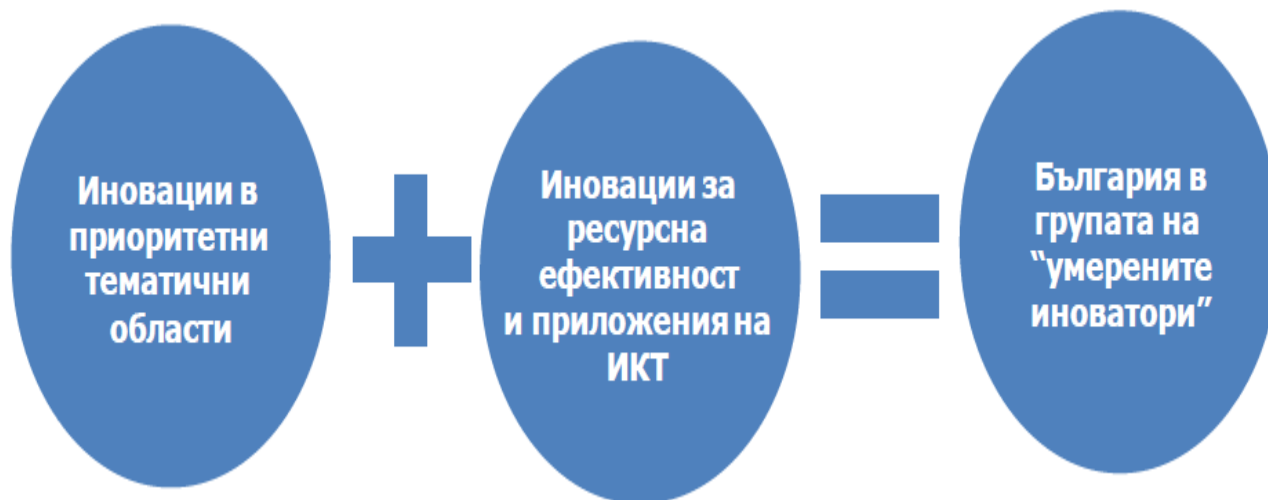 Иновации в
приоритетни
тематични
области
Иновации за
ресурсна
ефективност
и приложения на
ИКТ
България в
групата на
“умерените
иноватори”